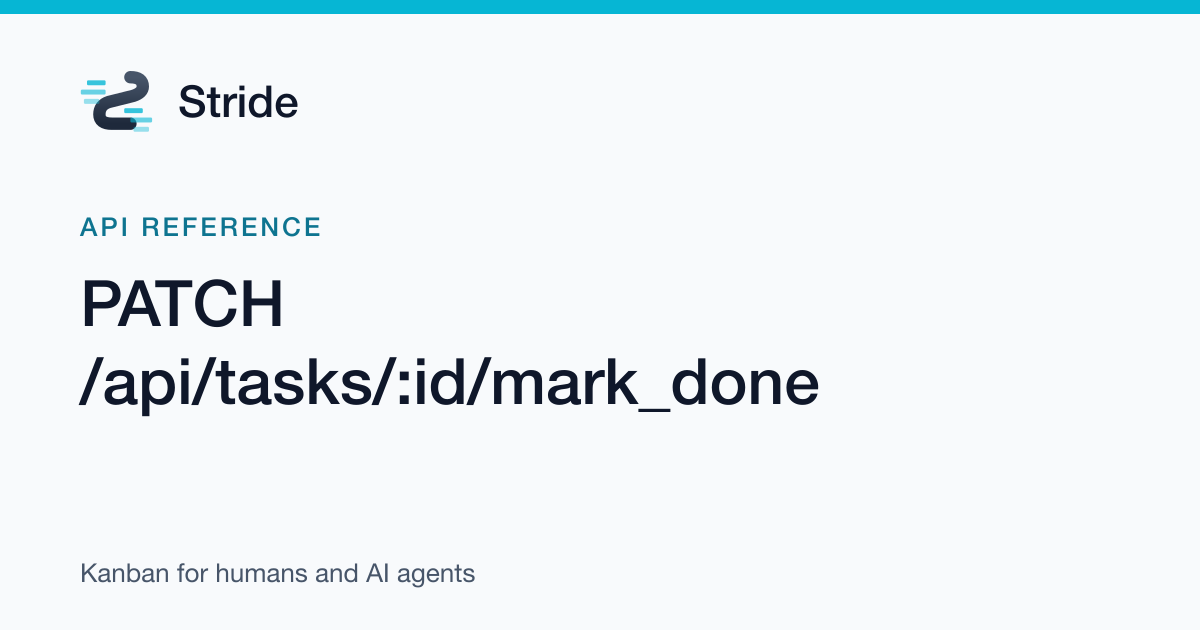 Stride
API REFERENCE
PATCH
/api/tasks/:id/mark_done
Kanban for humans and AI agents